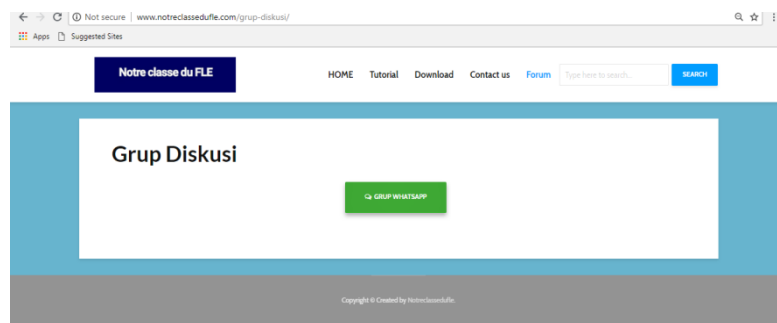 Not secure | www.notreclassedufle.com/grup-diskusi/
Apps Suggested Sites
Notre classe du FLE HOME Tutorial Download Contact us Forum Type here to search... SEARCH
Grup Diskusi
GRUP WHATSAPP
Copyright © Created by Notreclassedufle.